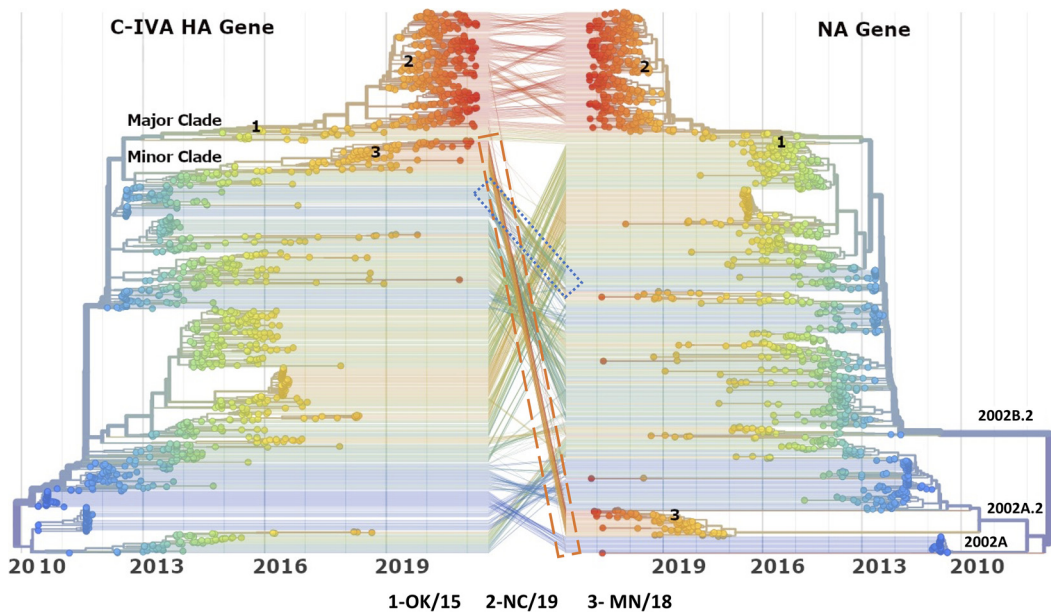 C-IVA HA Gene
NA Gene
2
2
Major Clade
1
1
Minor Clade
3
2002B.2
2002A.2
3
2002A
2010
2013
2016
2019
2019
2016
2013
2010
1-OK/15 2-NC/19 3- MN/18